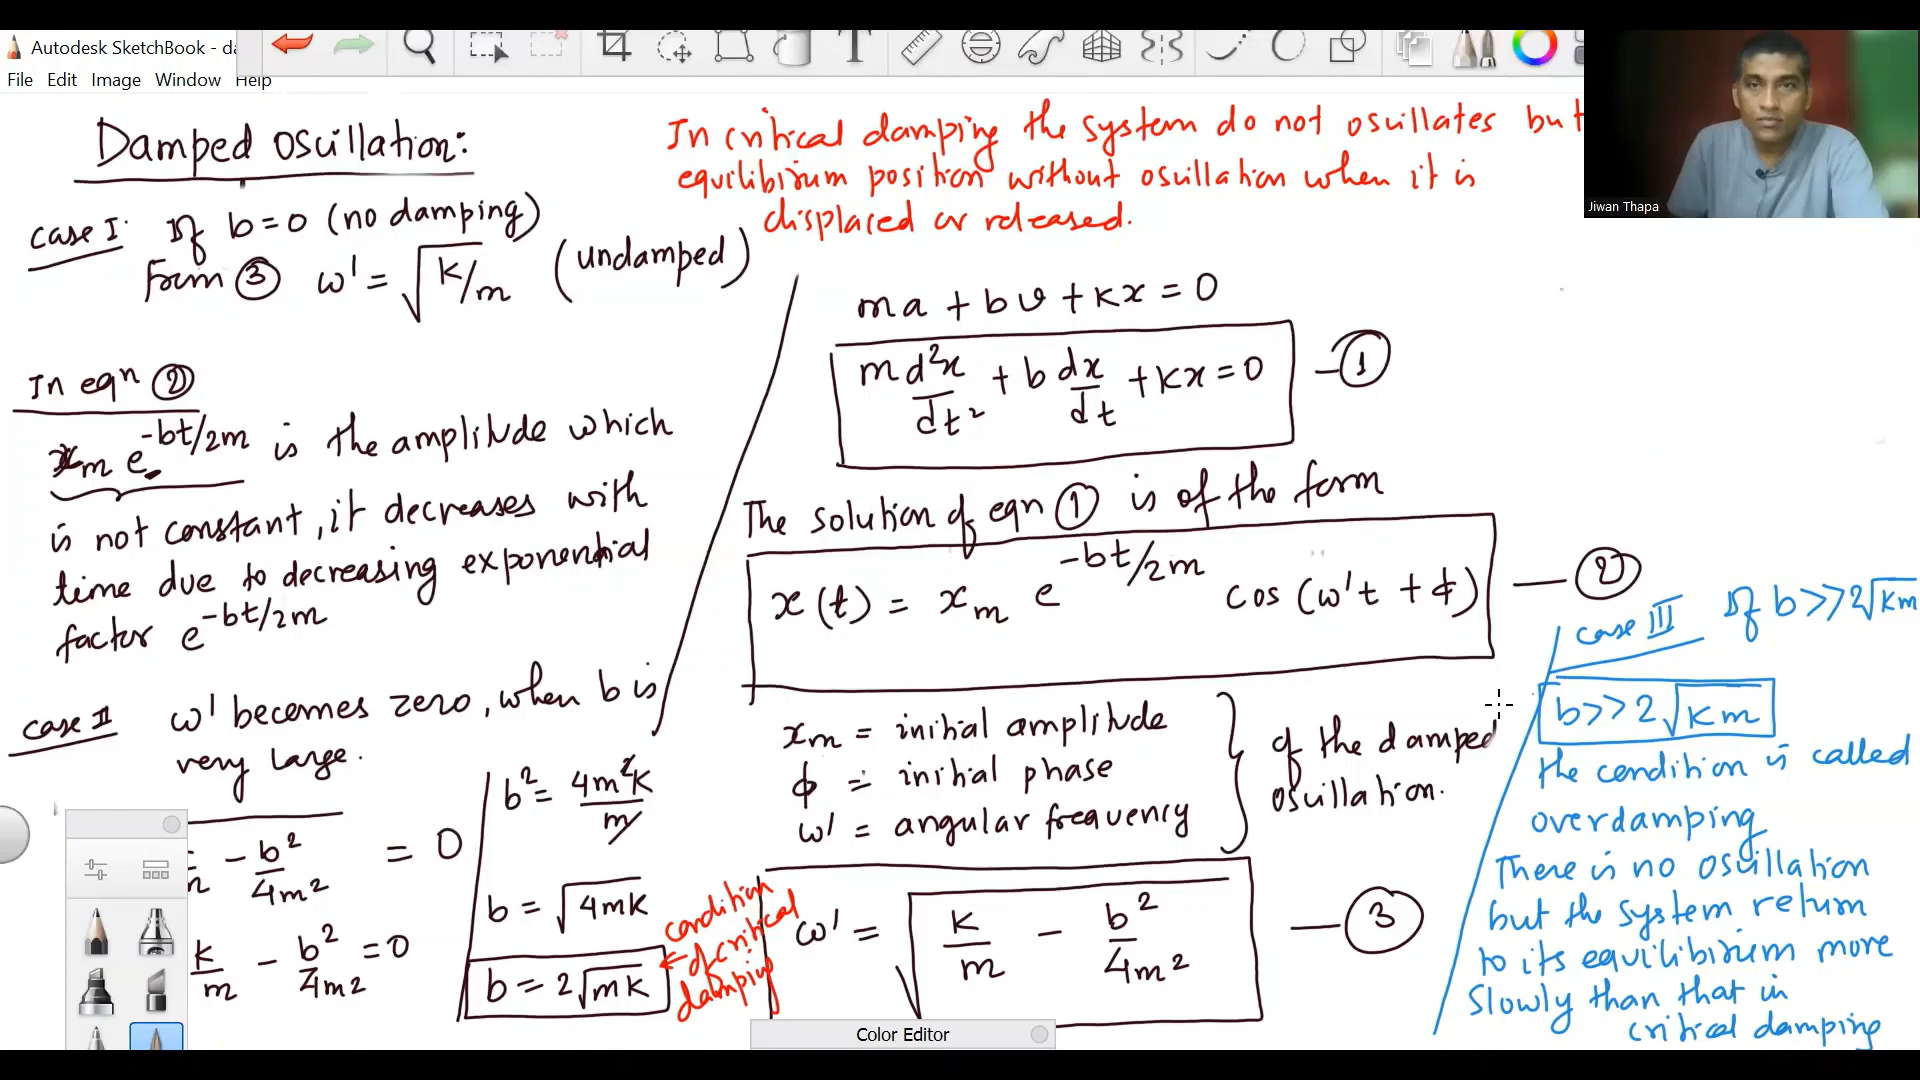 Autodesk SketchBook - da
File Edit Image Window Help
Jiwan Thapa
Damped oscillation:
case I: If b=0 (no damping)
from ③ ω' = √k/m (undamped)
In eqn ②
xm e^-bt/2m is the amplitude which
is not constant, it decreases with
time due to decreasing exponential
factor e^-bt/2m
case II ω' becomes zero, when b is
very large.
- b²/4m² = 0
k/m - b²/4m² = 0
b² = 4m²k/m
b = √4mk
b = 2√mk
condition
of critical
damping
In critical damping the system do not oscillates but
equilibirum position without oscillation when it is
displaced or released.
ma + bv + kx = 0
m d²x/dt² + b dx/dt + kx = 0 - ①
The solution of eqn ① is of the form
x(t) = xm e^-bt/2m cos (ω't + ϕ) — ②
xm = initial amplitude
ϕ = initial phase
ω' = angular frequency
of the damped
oscillation.
ω' = √k/m - b²/4m² — ③
Color Editor
case III If b>>2√km
b>>2√km
the condition is called
overdamping
There is no oscillation
but the system return
to its equilibirum more
slowly than that in
critical damping